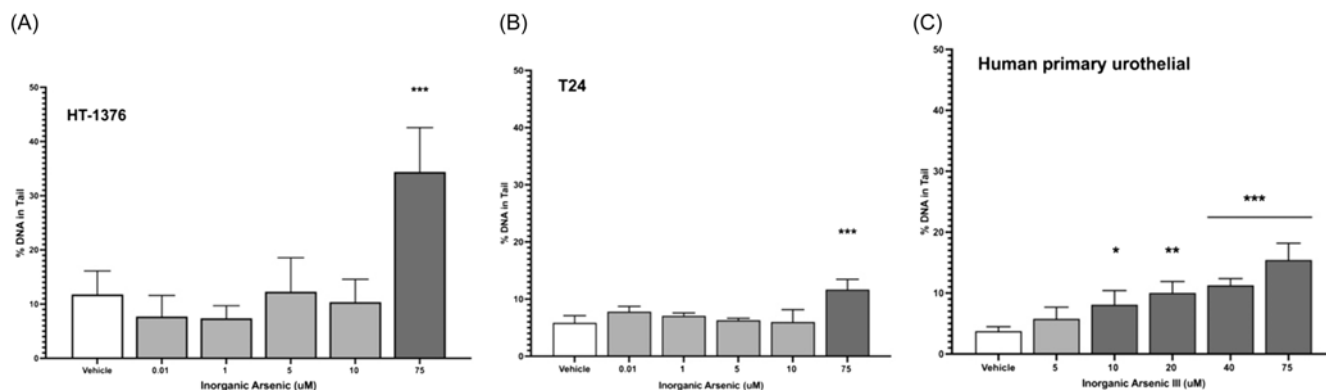 (A)
HT-1376
***
50
40
30
20
10
0
% DNA in Tail
Vehicle 0.01 1 5 10 75
Inorganic Arsenic (uM)
(B)
T24
***
50
40
30
20
10
0
% DNA in Tail
Vehicle 0.01 1 5 10 75
Inorganic Arsenic (uM)
(C)
Human primary urothelial
* ** ***
50
40
30
20
10
0
% DNA in Tail
Vehicle 5 10 20 40 75
Inorganic Arsenic III (uM)